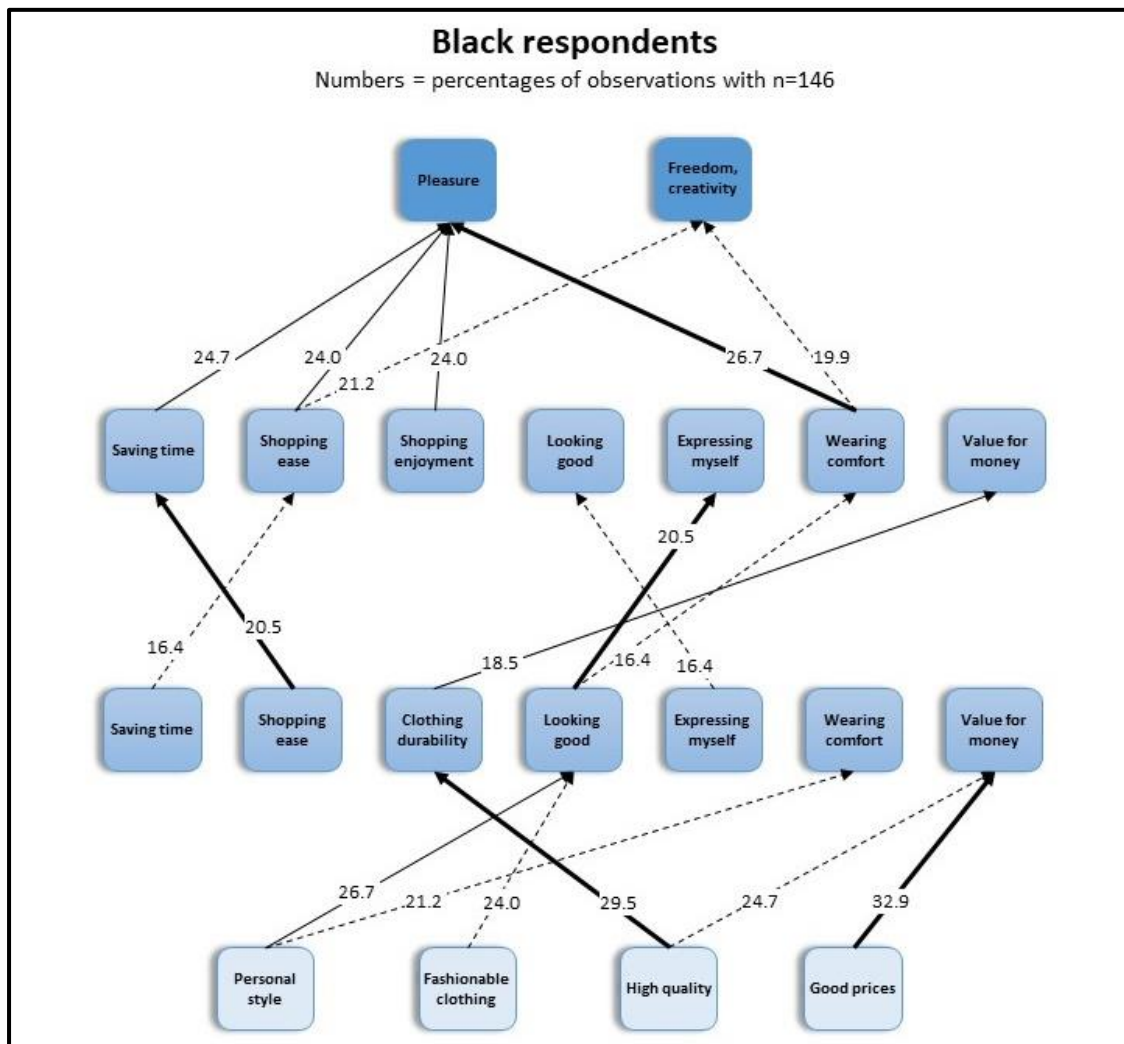 Black respondents
Numbers = percentages of observations with n=146
Pleasure
Freedom,
creativity
24.7
24.0
21.2
24.0
26.7
19.9
Saving time
Shopping
ease
Shopping
enjoyment
Looking
good
Expressing
myself
Wearing
comfort
Value for
money
16.4
20.5
18.5
20.5
16.4
16.4
Saving time
Shopping
ease
Clothing
durability
Looking
good
Expressing
myself
Wearing
comfort
Value for
money
26.7
21.2
24.0
29.5
24.7
32.9
Personal
style
Fashionable
clothing
High quality
Good prices